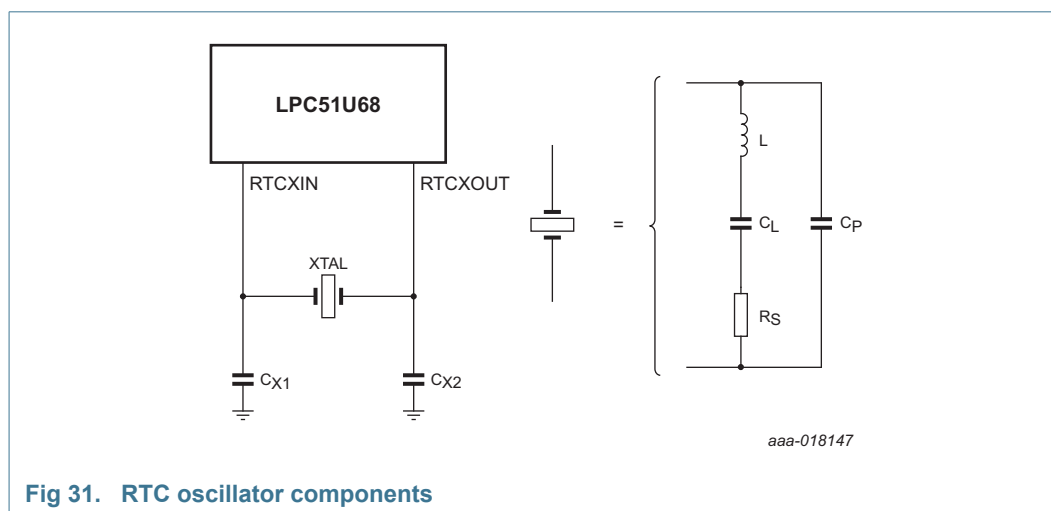 LPC51U68
RTCXIN
RTCXOUT
XTAL
CX1
CX2
=
L
CL
CP
RS
aaa-018147
Fig 31. RTC oscillator components